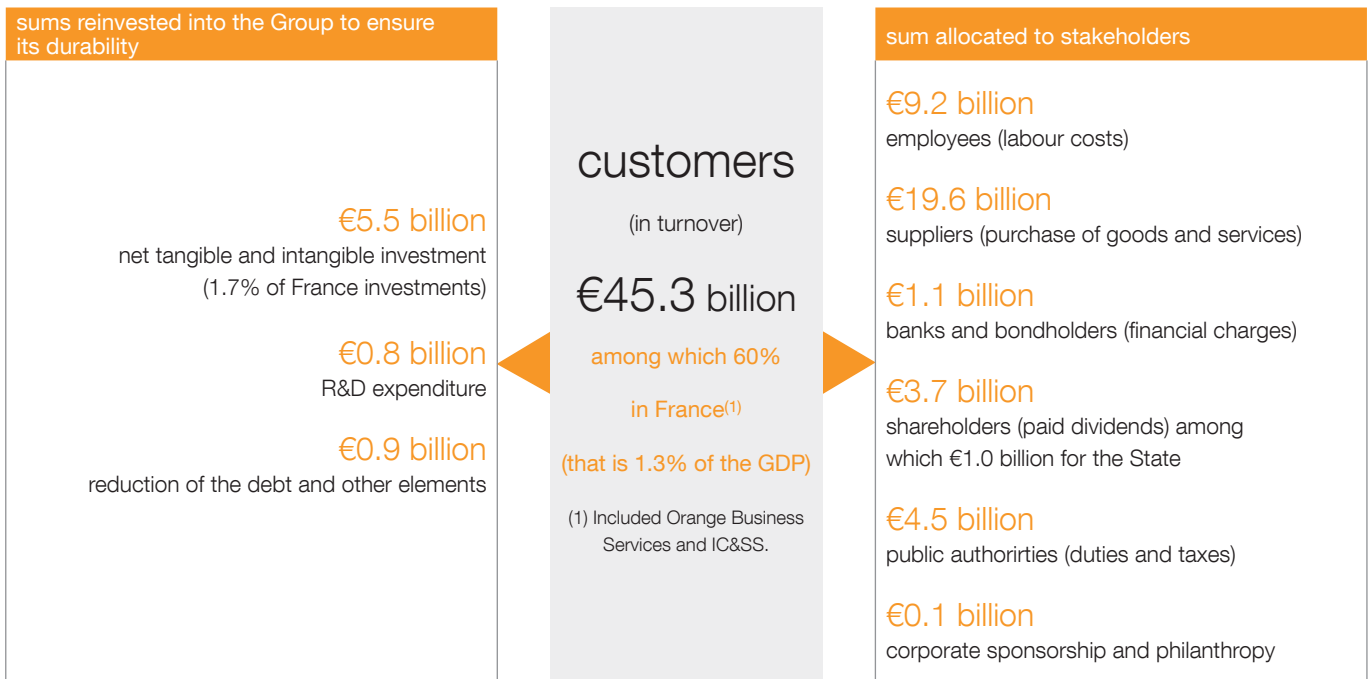 sums reinvested into the Group to ensure
its durability
€5.5 billion
net tangible and intangible investment
(1.7% of France investments)
€0.8 billion
R&D expenditure
€0.9 billion
reduction of the debt and other elements
customers
(in turnover)
€45.3 billion
among which 60%
in France(1)
(that is 1.3% of the GDP)
(1) Included Orange Business
Services and IC&SS.
sum allocated to stakeholders
€9.2 billion
employees (labour costs)
€19.6 billion
suppliers (purchase of goods and services)
€1.1 billion
banks and bondholders (financial charges)
€3.7 billion
shareholders (paid dividends) among
which €1.0 billion for the State
€4.5 billion
public authorirties (duties and taxes)
€0.1 billion
corporate sponsorship and philanthropy